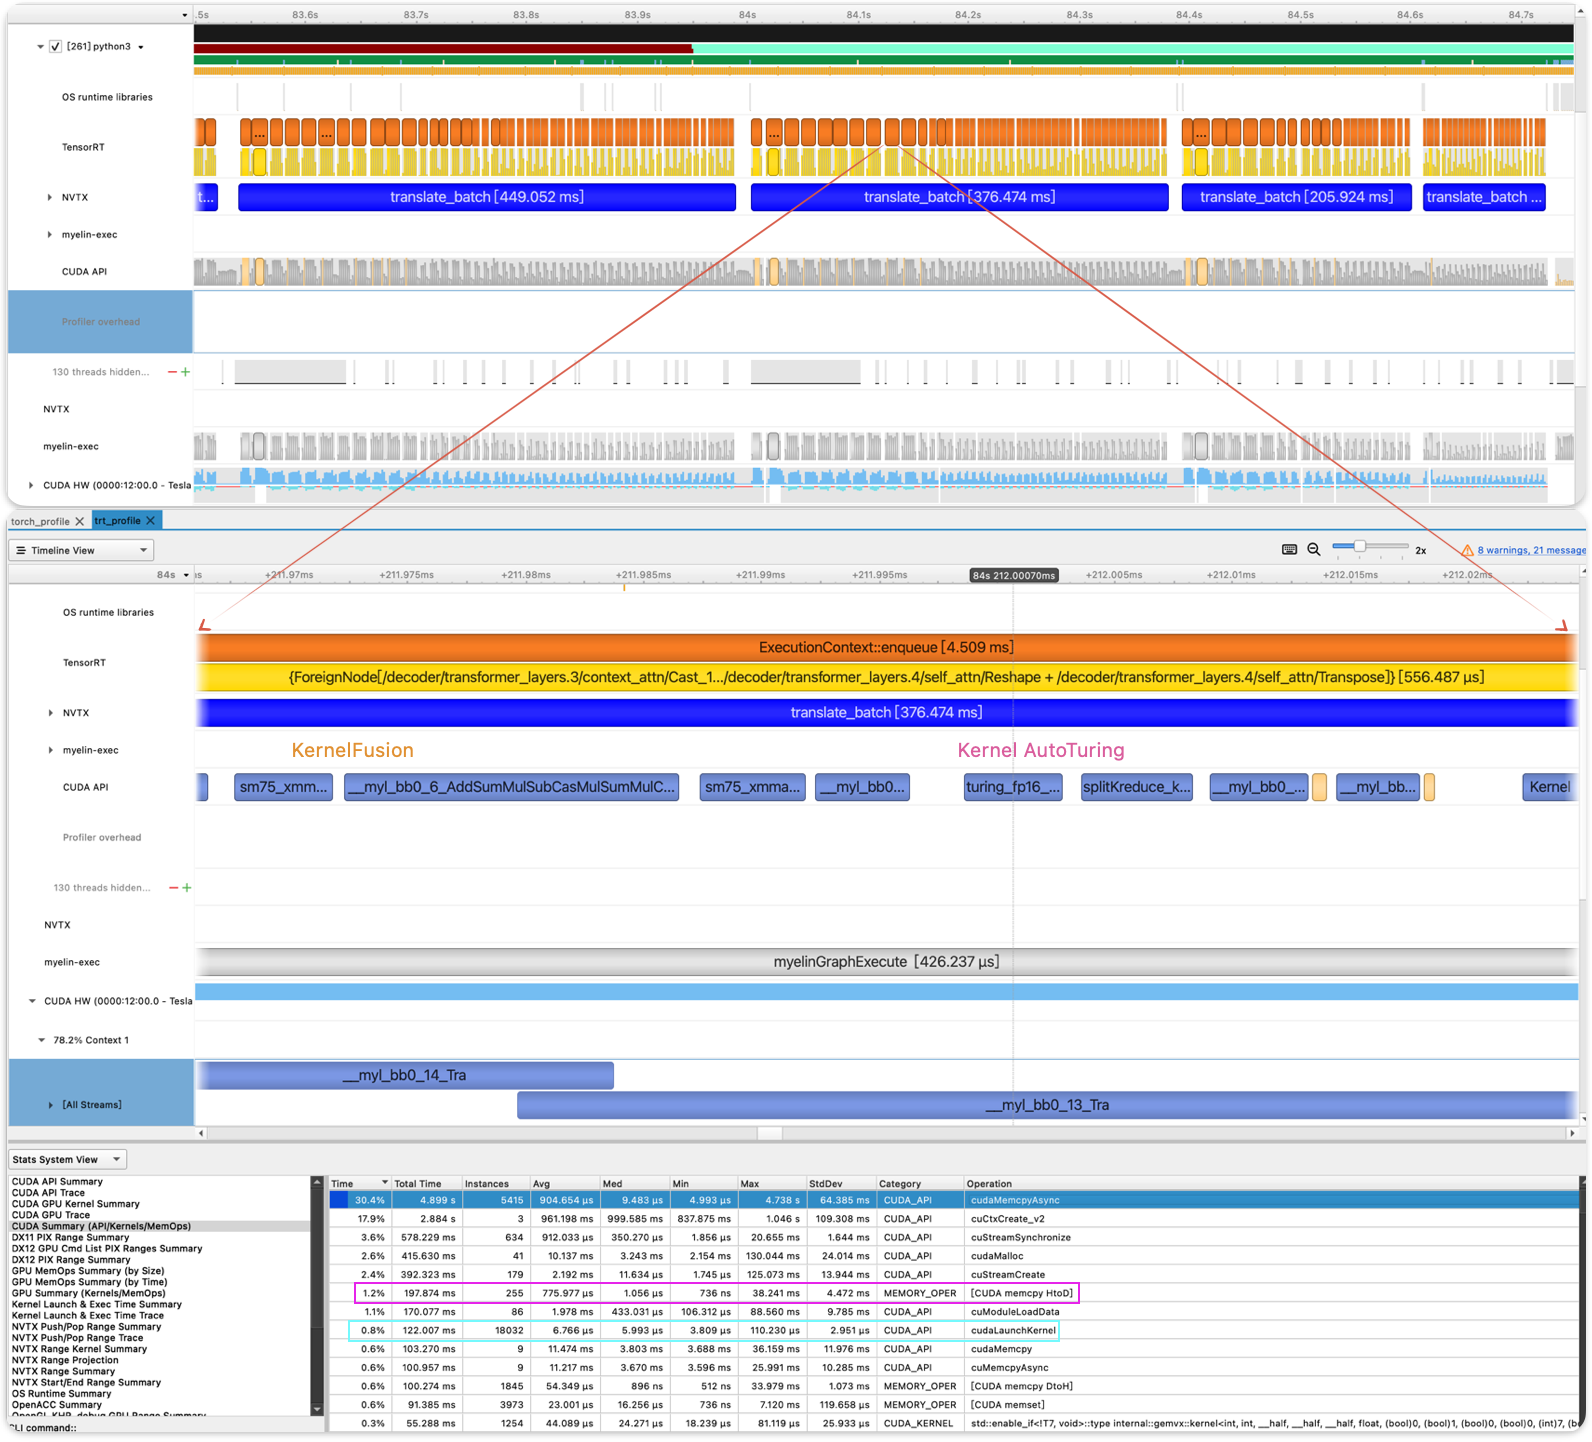 .5s 83.6s 83.7s 83.8s 83.9s 84s 84.1s 84.2s 84.3s 84.4s 84.5s 84.6s 84.7s
[261] python3
OS runtime libraries
TensorRT
... ... ... ...
NVTX
t... translate_batch [449.052 ms] translate_batch [376.474 ms] translate_batch [205.924 ms] translate_batch ...
myelin-exec
CUDA API
Profiler overhead
130 threads hidden... − +
NVTX
myelin-exec
CUDA HW (0000:12:00.0 - Tesla
torch_profile trt_profile
Timeline View 2x 8 warnings, 21 message
84s +211.97ms +211.975ms +211.98ms +211.985ms +211.99ms +211.995ms 84s 212.00070ms +212.005ms +212.01ms +212.015ms +212.02ms
OS runtime libraries
ExecutionContext::enqueue [4.509 ms]
TensorRT
{ForeignNode[/decoder/transformer_layers.3/context_attn/Cast_1.../decoder/transformer_layers.4/self_attn/Reshape + /decoder/transformer_layers.4/self_attn/Transpose]} [556.487 µs]
NVTX translate_batch [376.474 ms]
myelin-exec KernelFusion Kernel AutoTuring
CUDA API sm75_xmm... __myl_bb0_6_AddSumMulSubCasMulSumMulC... sm75_xmma... __myl_bb0... turing_fp16_... splitKreduce_k... __myl_bb0_... __myl_bb... Kernel
Profiler overhead
130 threads hidden... − +
NVTX
myelin-exec myelinGraphExecute [426.237 µs]
CUDA HW (0000:12:00.0 - Tesla
78.2% Context 1
__myl_bb0_14_Tra
[All Streams] __myl_bb0_13_Tra
Stats System View
CUDA API Summary
CUDA API Trace
CUDA GPU Kernel Summary
CUDA GPU Trace
CUDA Summary (API/Kernels/MemOps)
DX11 PIX Range Summary
DX12 GPU Cmd List PIX Ranges Summary
DX12 PIX Range Summary
GPU MemOps Summary (by Size)
GPU MemOps Summary (by Time)
GPU Summary (Kernels/MemOps)
Kernel Launch & Exec Time Summary
Kernel Launch & Exec Time Trace
NVTX Push/Pop Range Summary
NVTX Push/Pop Range Trace
NVTX Range Kernel Summary
NVTX Range Projection
NVTX Range Summary
NVTX Start/End Range Summary
OS Runtime Summary
OpenACC Summary
OpenGL KHR_debug GPU Range Summary
CLI command::
Time Total Time Instances Avg Med Min Max StdDev Category Operation
30.4% 4.899 s 5415 904.654 µs 9.483 µs 4.993 µs 4.738 s 64.385 ms CUDA_API cudaMemcpyAsync
17.9% 2.884 s 3 961.198 ms 999.585 ms 837.875 ms 1.046 s 109.308 ms CUDA_API cuCtxCreate_v2
3.6% 578.229 ms 634 912.033 µs 350.270 µs 1.856 µs 20.655 ms 1.644 ms CUDA_API cuStreamSynchronize
2.6% 415.630 ms 41 10.137 ms 3.243 ms 2.154 ms 130.044 ms 24.014 ms CUDA_API cudaMalloc
2.4% 392.323 ms 179 2.192 ms 11.634 µs 1.745 µs 125.073 ms 13.944 ms CUDA_API cuStreamCreate
1.2% 197.874 ms 255 775.977 µs 1.056 µs 736 ns 38.241 ms 4.472 ms MEMORY_OPER [CUDA memcpy HtoD]
1.1% 170.077 ms 86 1.978 ms 433.031 µs 106.312 µs 88.560 ms 9.785 ms CUDA_API cuModuleLoadData
0.8% 122.007 ms 18032 6.766 µs 5.993 µs 3.809 µs 110.230 µs 2.951 µs CUDA_API cudaLaunchKernel
0.6% 103.270 ms 9 11.474 ms 3.803 ms 3.688 ms 36.159 ms 11.976 ms CUDA_API cudaMemcpy
0.6% 100.957 ms 9 11.217 ms 3.670 ms 3.596 ms 25.991 ms 10.285 ms CUDA_API cuMemcpyAsync
0.6% 100.274 ms 1845 54.349 µs 896 ns 512 ns 33.979 ms 1.073 ms MEMORY_OPER [CUDA memcpy DtoH]
0.6% 91.385 ms 3973 23.001 µs 16.256 µs 736 ns 7.120 ms 119.658 µs MEMORY_OPER [CUDA memset]
0.3% 55.288 ms 1254 44.089 µs 24.271 µs 18.239 µs 81.119 µs 25.933 µs CUDA_KERNEL std::enable_if<!T7, void>::type internal::gemvx::kernel<int, int, __half, __half, __half, float, (bool)0, (bool)1, (bool)0, (bool)0, (int)7, (b